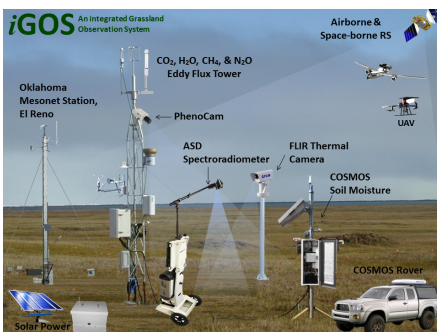 iGOS An Integrated Grassland
Observation System
Airborne &
Space-borne RS
CO₂, H₂O, CH₄, & N₂O
Eddy Flux Tower
Oklahoma
Mesonet Station,
El Reno
PhenoCam
UAV
ASD
Spectroradiometer
FLIR Thermal
Camera
COSMOS
Soil Moisture
COSMOS Rover
Solar Power